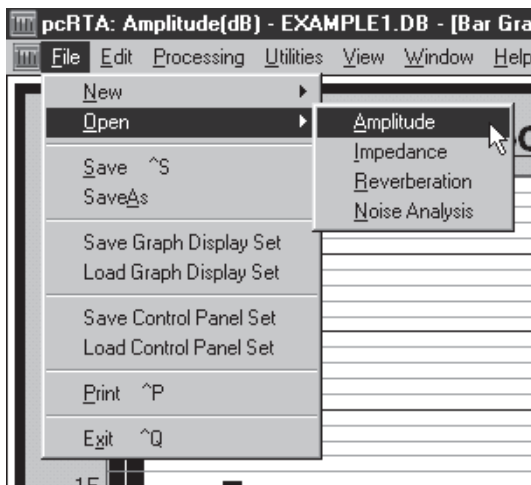 pcRTA: Amplitude(dB) - EXAMPLE1.DB - [Bar Gra
File Edit Processing Utilities View Window Help
New
Open
Amplitude
Impedance
Reverberation
Noise Analysis
Save ^S
SaveAs
Save Graph Display Set
Load Graph Display Set
Save Control Panel Set
Load Control Panel Set
Print ^P
Exit ^Q
15